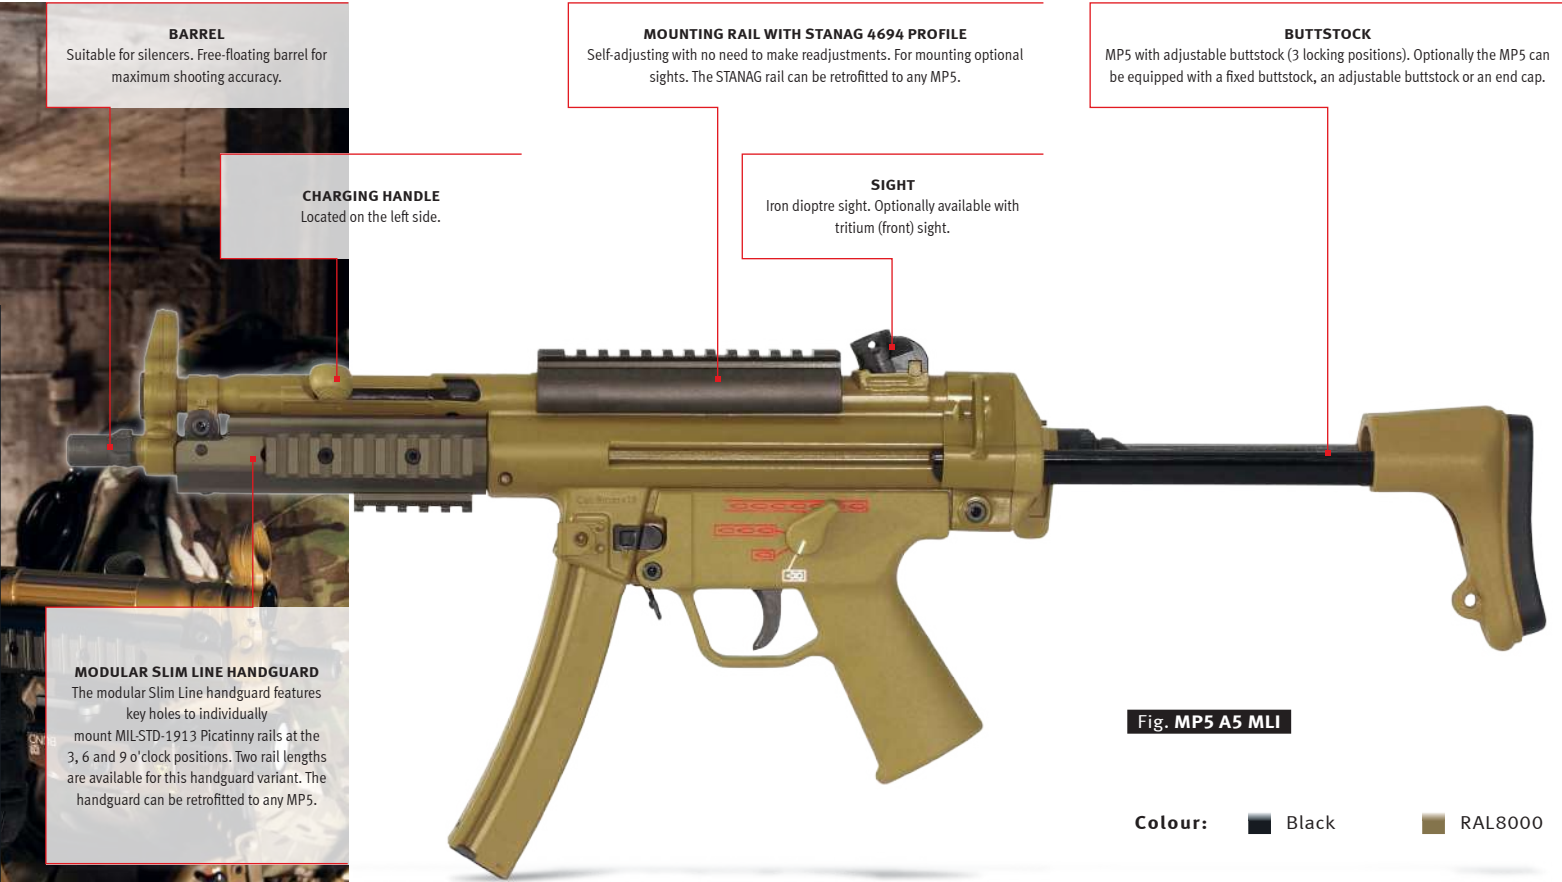 BARREL
Suitable for silencers. Free-floating barrel for
maximum shooting accuracy.
MOUNTING RAIL WITH STANAG 4694 PROFILE
Self-adjusting with no need to make readjustments. For mounting optional
sights. The STANAG rail can be retrofitted to any MP5.
BUTTSTOCK
MP5 with adjustable buttstock (3 locking positions). Optionally the MP5 can
be equipped with a fixed buttstock, an adjustable buttstock or an end cap.
CHARGING HANDLE
Located on the left side.
SIGHT
Iron dioptre sight. Optionally available with
tritium (front) sight.
MODULAR SLIM LINE HANDGUARD
The modular Slim Line handguard features
key holes to individually
mount MIL-STD-1913 Picatinny rails at the
3, 6 and 9 o'clock positions. Two rail lengths
are available for this handguard variant. The
handguard can be retrofitted to any MP5.
Fig. MP5 A5 MLI
Colour: Black RAL8000